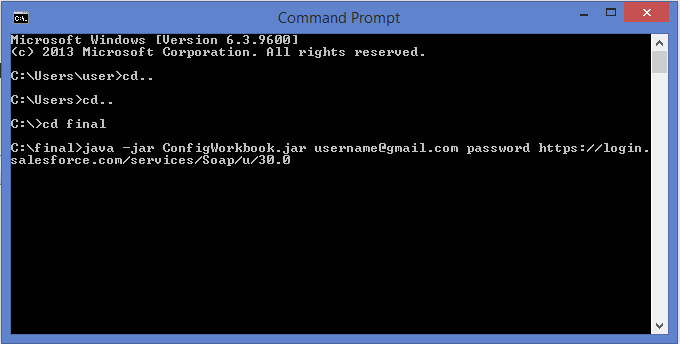 Command Prompt
Microsoft Windows [Version 6.3.9600]
(c) 2013 Microsoft Corporation. All rights reserved.
C:\Users\user>cd..
C:\Users>cd..
C:\>cd final
C:\final>java -jar ConfigWorkbook.jar username@gmail.com password https://login.
salesforce.com/services/Soap/u/30.0